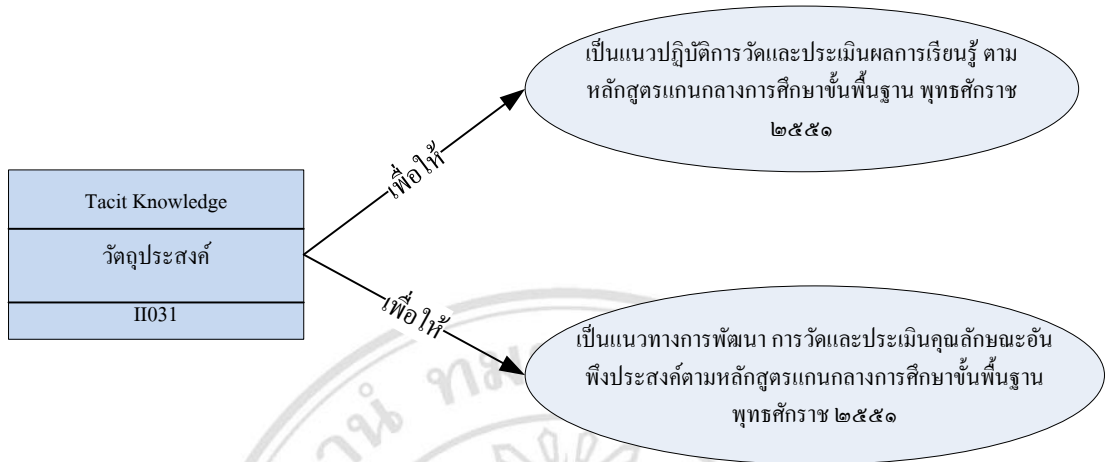 เป็นแนวปฏิบัติการวัดและประเมินผลการเรียนรู้ ตาม
หลักสูตรแกนกลางการศึกษาขั้นพื้นฐาน พุทธศักราช
๒๕๕๑
เพื่อให้
Tacit Knowledge
วัตถุประสงค์
II031
เพื่อให้
เป็นแนวทางการพัฒนา การวัดและประเมินคุณลักษณะอัน
พึงประสงค์ตามหลักสูตรแกนกลางการศึกษาขั้นพื้นฐาน
พุทธศักราช ๒๕๕๑